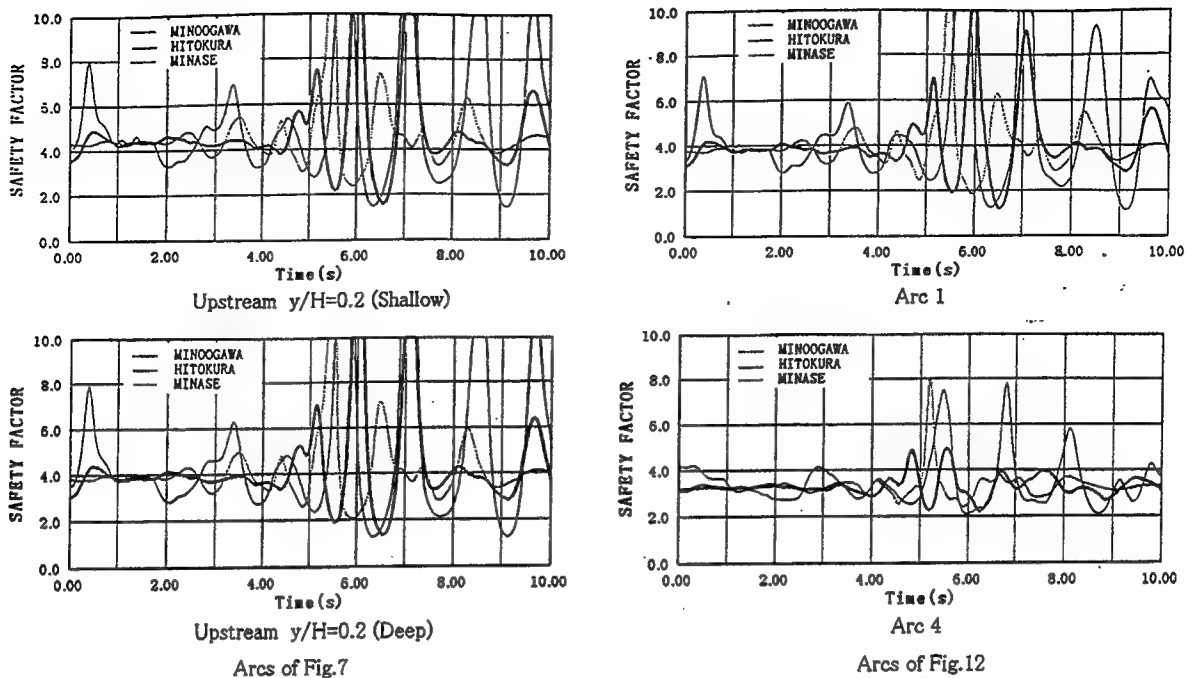 10.0
8.0
6.0
4.0
2.0
0.0
SAFETY FACTOR
MINOOGAWA
HITOKURA
MINASE
0.00 2.00 4.00 6.00 8.00 10.00
Time(s)
Upstream y/H=0.2 (Shallow)
10.0
8.0
6.0
4.0
2.0
0.0
SAFETY FACTOR
MINOOGAWA
HITOKURA
MINASE
0.00 2.00 4.00 6.00 8.00 10.00
Time(s)
Arc 1
10.0
8.0
6.0
4.0
2.0
0.0
SAFETY FACTOR
MINOOGAWA
HITOKURA
MINASE
0.00 2.00 4.00 6.00 8.00 10.00
Time(s)
Upstream y/H=0.2 (Deep)
Arcs of Fig.7
10.0
8.0
6.0
4.0
2.0
0.0
SAFETY FACTOR
MINOOGAWA
HITOKURA
MINASE
0.00 2.00 4.00 6.00 8.00 10.00
Time(s)
Arc 4
Arcs of Fig.12